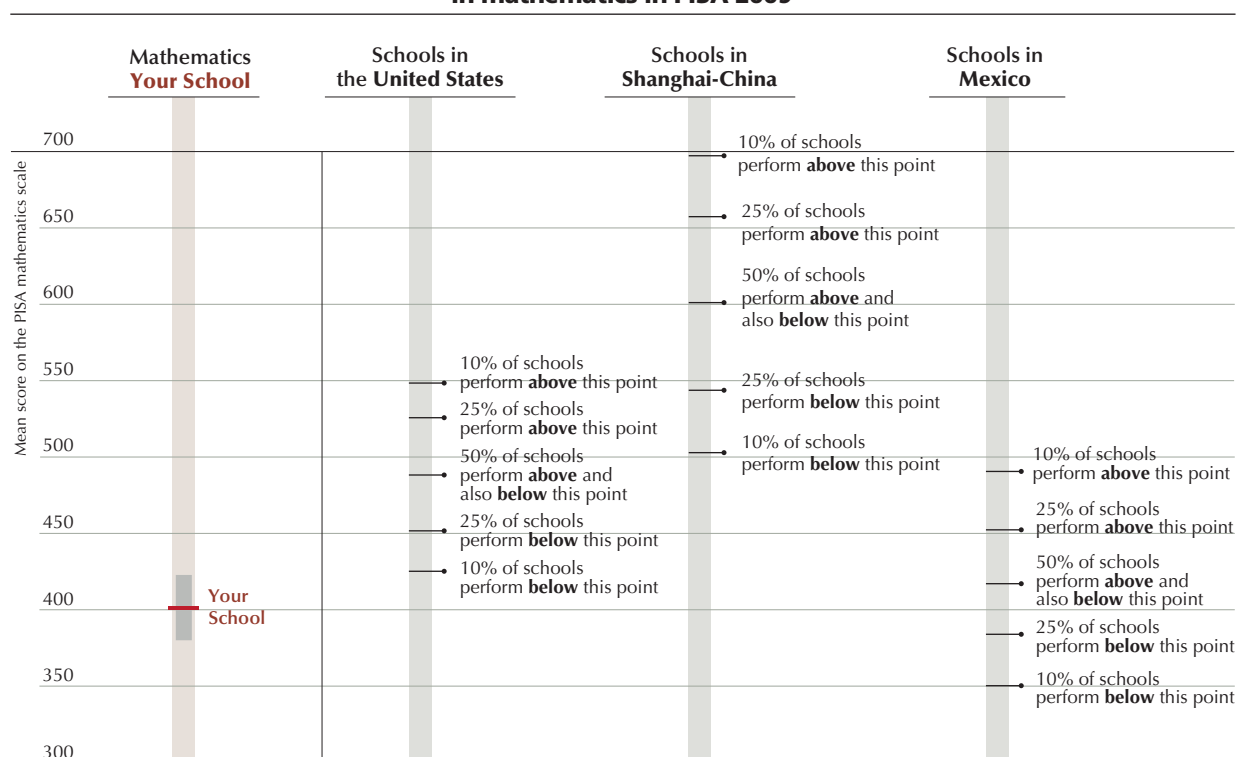 in mathematics in PISA 2009
Mathematics
Your School
Schools in
the United States
Schools in
Shanghai-China
Schools in
Mexico
Mean score on the PISA mathematics scale
700
650
600
550
500
450
400
350
300
Your
School
10% of schools
perform above this point
25% of schools
perform above this point
50% of schools
perform above and
also below this point
25% of schools
perform below this point
10% of schools
perform below this point
10% of schools
perform above this point
25% of schools
perform above this point
50% of schools
perform above and
also below this point
25% of schools
perform below this point
10% of schools
perform below this point
10% of schools
perform above this point
25% of schools
perform above this point
50% of schools
perform above and
also below this point
25% of schools
perform below this point
10% of schools
perform below this point